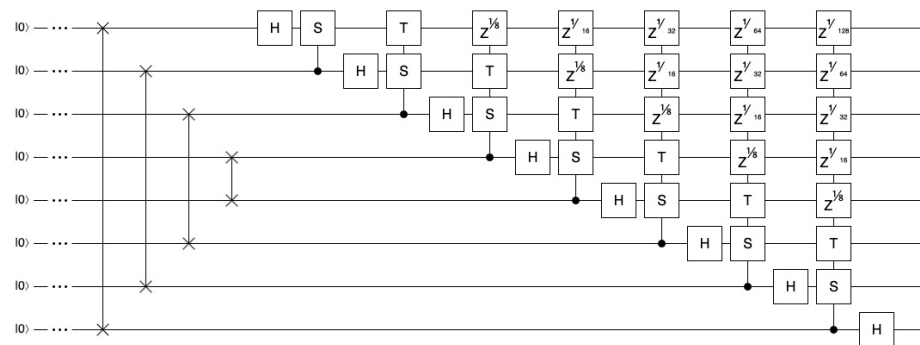 |0⟩ ... H S T Z^1/8 Z^1/16 Z^1/32 Z^1/64 Z^1/128
|0⟩ ... H S T Z^1/8 Z^1/16 Z^1/32 Z^1/64
|0⟩ ... H S T Z^1/8 Z^1/16 Z^1/32
|0⟩ ... H S T Z^1/8 Z^1/16
|0⟩ ... H S T Z^1/8
|0⟩ ... H S T
|0⟩ ... H S
|0⟩ ... H